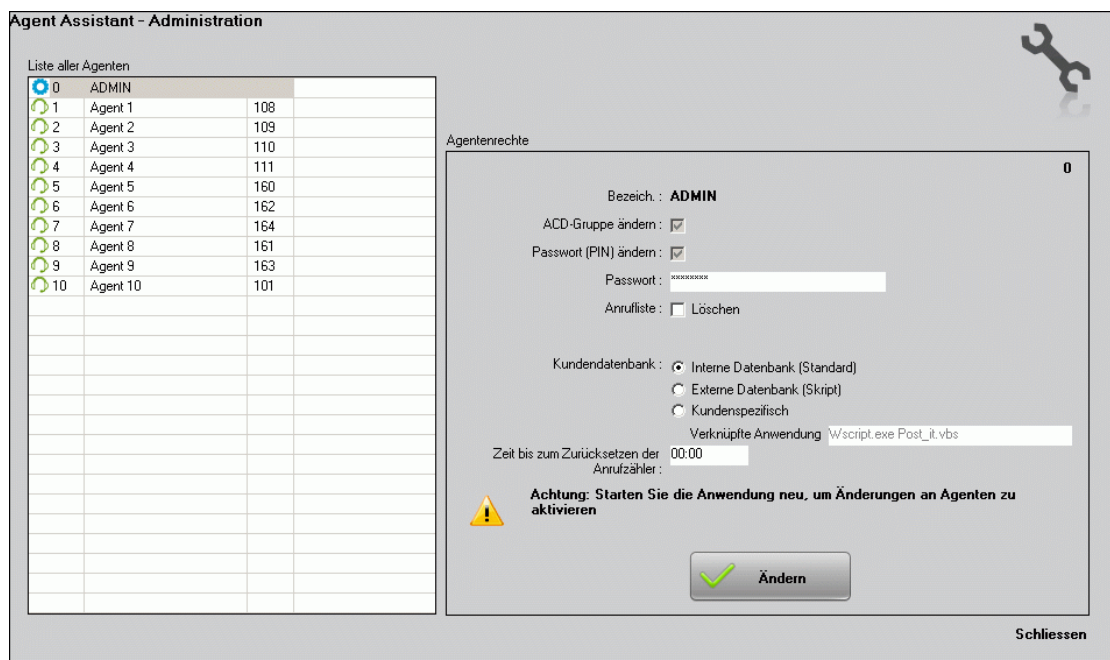 Agent Assistant - Administration
Liste aller Agenten
0 ADMIN
1 Agent 1 108
2 Agent 2 109
3 Agent 3 110
4 Agent 4 111
5 Agent 5 160
6 Agent 6 162
7 Agent 7 164
8 Agent 8 161
9 Agent 9 163
10 Agent 10 101
Agentenrechte
0
Bezeich. : ADMIN
ACD-Gruppe ändern :
Passwort (PIN) ändern :
Passwort : ********
Anrufliste : Löschen
Kundendatenbank : Interne Datenbank (Standard)
Externe Datenbank (Skript)
Kundenspezifisch
Verknüpfte Anwendung Wscript.exe Post_it.vbs
Zeit bis zum Zurücksetzen der 00:00
Anrufzähler :
Achtung: Starten Sie die Anwendung neu, um Änderungen an Agenten zu
aktivieren
Ändern
Schliessen